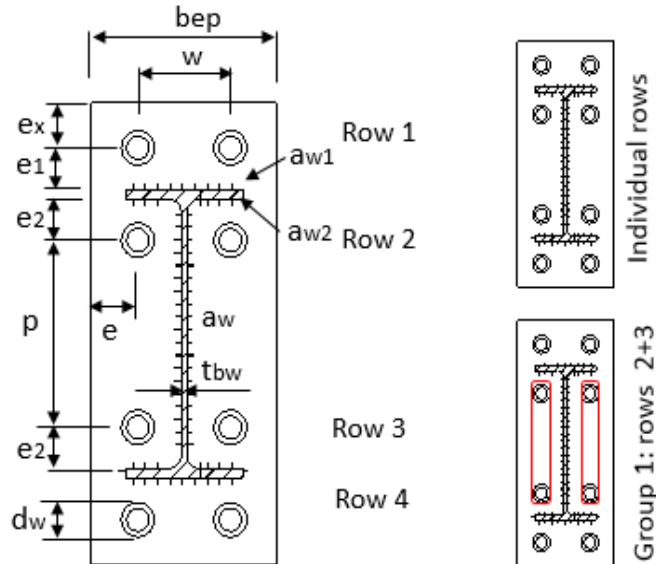 bep
w
ex
e1
Row 1
aw1
e2
aw2
Row 2
p
e
aw
tbw
Row 3
e2
Row 4
dw
Individual rows
Group 1: rows 2+3